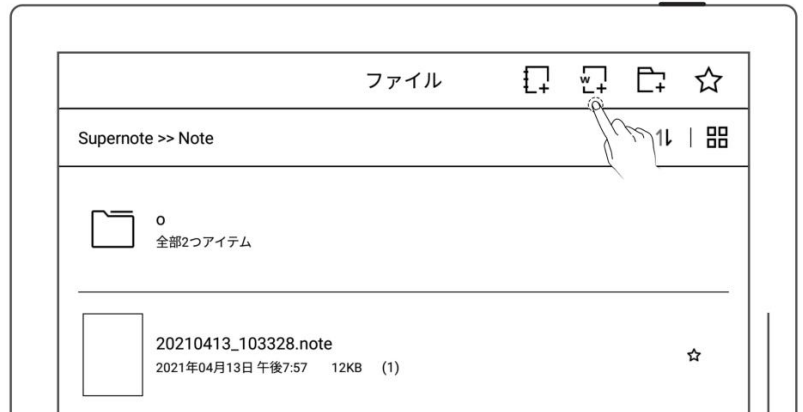 ファイル
W
Supernote >> Note
o
全部2つアイテム
20210413_103328.note
2021年04月13日 午後7:57 12KB (1)